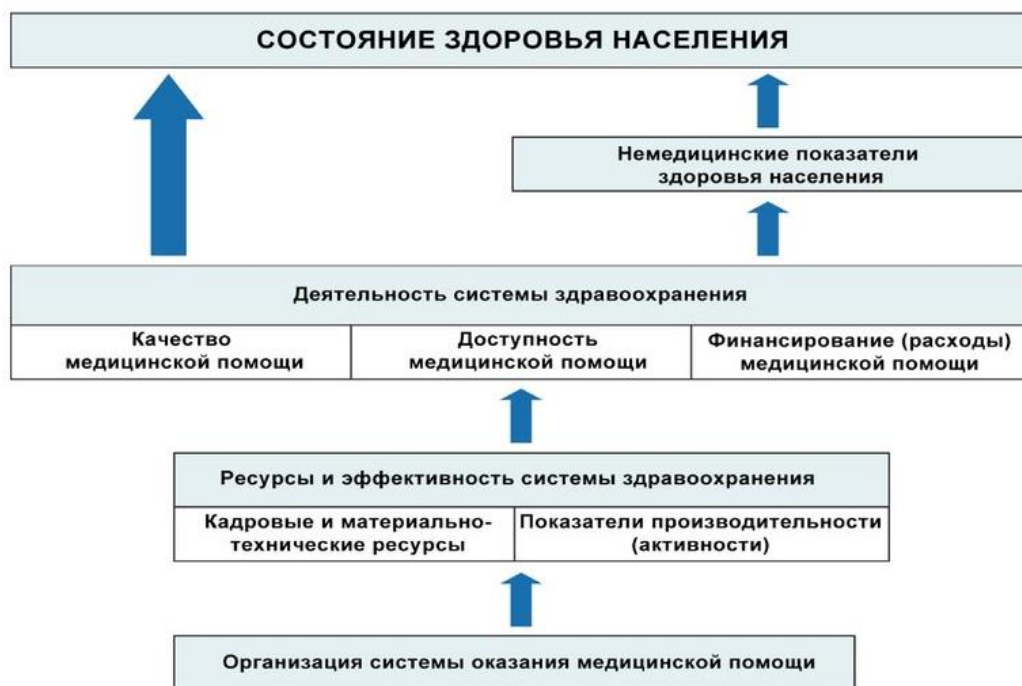 СОСТОЯНИЕ ЗДОРОВЬЯ НАСЕЛЕНИЯ
Немедицинские показатели
здоровья населения
Деятельность системы здравоохранения
Качество
медицинской помощи
Доступность
медицинской помощи
Финансирование (расходы)
медицинской помощи
Ресурсы и эффективность системы здравоохранения
Кадровые и материально-
технические ресурсы
Показатели производительности
(активности)
Организация системы оказания медицинской помощи